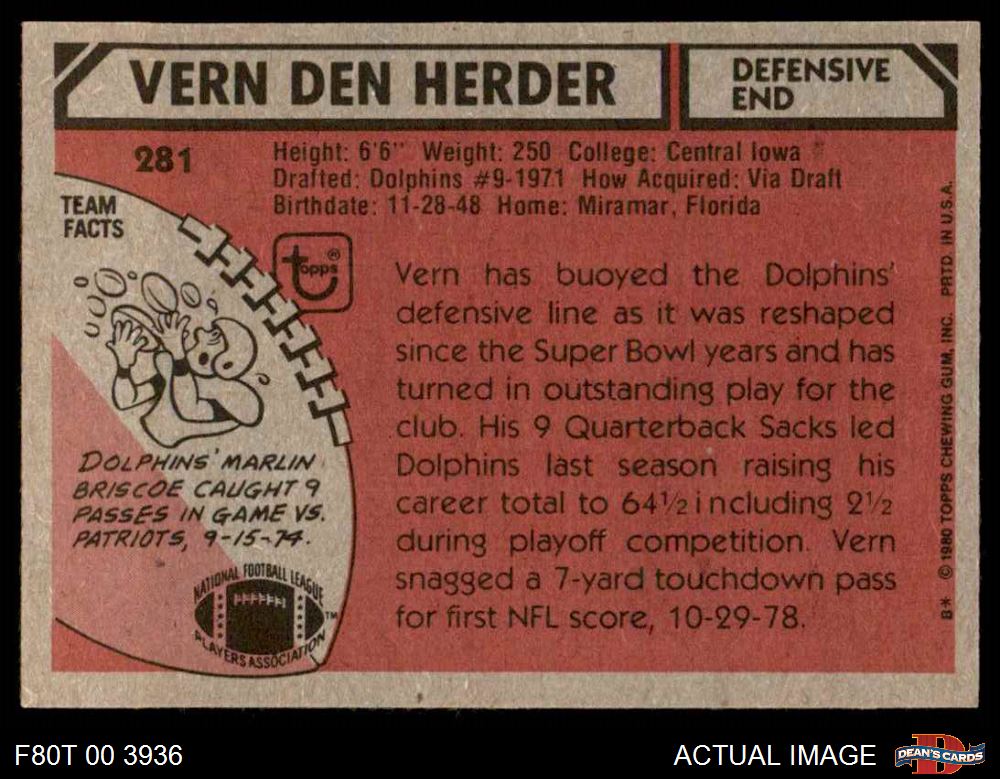 VERN DEN HERDER
DEFENSIVE
END
281
Height: 6'6" Weight: 250 College: Central Iowa
Drafted: Dolphins #9-1971 How Acquired: Via Draft
Birthdate: 11-28-48 Home: Miramar, Florida
TEAM
FACTS
topps®
Vern has buoyed the Dolphins'
defensive line as it was reshaped
since the Super Bowl years and has
turned in outstanding play for the
club. His 9 Quarterback Sacks led
Dolphins last season raising his
career total to 64½ including 2½
during playoff competition. Vern
snagged a 7-yard touchdown pass
for first NFL score, 10-29-78.
DOLPHINS' MARLIN
BRISCOE CAUGHT 9
PASSES IN GAME VS.
PATRIOTS, 9-15-74.
NATIONAL FOOTBALL LEAGUE
PLAYERS ASSOCIATION
TM
B* © 1980 TOPPS CHEWING GUM, INC. PRTD. IN U.S.A.
F80T 00 3936
ACTUAL IMAGE
DEAN'S CARDS